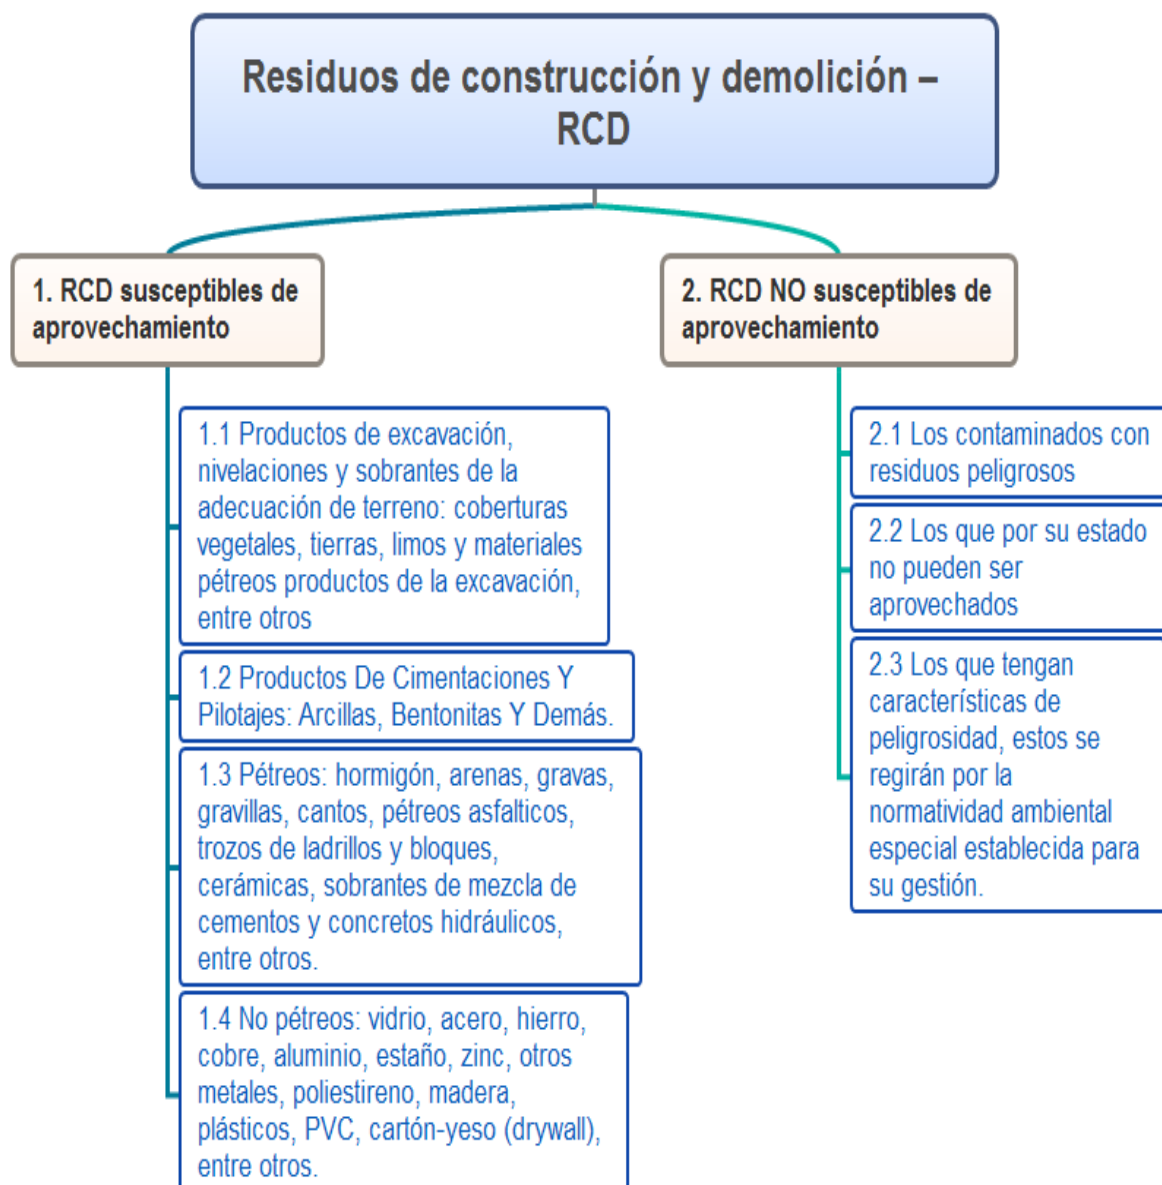 Residuos de construcción y demolición –
RCD
1. RCD susceptibles de
aprovechamiento
1.1 Productos de excavación,
nivelaciones y sobrantes de la
adecuación de terreno: coberturas
vegetales, tierras, limos y materiales
pétreos productos de la excavación,
entre otros
1.2 Productos De Cimentaciones Y
Pilotajes: Arcillas, Bentonitas Y Demás.
1.3 Pétreos: hormigón, arenas, gravas,
gravillas, cantos, pétreos asfalticos,
trozos de ladrillos y bloques,
cerámicas, sobrantes de mezcla de
cementos y concretos hidráulicos,
entre otros.
1.4 No pétreos: vidrio, acero, hierro,
cobre, aluminio, estaño, zinc, otros
metales, poliestireno, madera,
plásticos, PVC, cartón-yeso (drywall),
entre otros.
2. RCD NO susceptibles de
aprovechamiento
2.1 Los contaminados con
residuos peligrosos
2.2 Los que por su estado
no pueden ser
aprovechados
2.3 Los que tengan
características de
peligrosidad, estos se
regirán por la
normatividad ambiental
especial establecida para
su gestión.